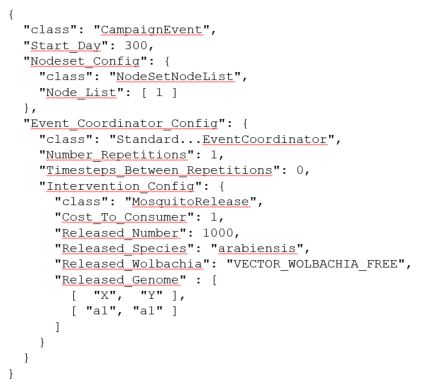 {
  "class": "CampaignEvent",
  "Start_Day": 300,
  "Nodeset_Config": {
    "class": "NodeSetNodeList",
    "Node_List": [ 1 ]
  },
  "Event_Coordinator_Config": {
    "class": "Standard...EventCoordinator",
    "Number_Repetitions": 1,
    "Timesteps_Between_Repetitions": 0,
    "Intervention_Config": {
      "class": "MosquitoRelease",
      "Cost_To_Consumer": 1,
      "Released_Number": 1000,
      "Released_Species": "arabiensis",
      "Released_Wolbachia": "VECTOR_WOLBACHIA_FREE",
      "Released_Genome" : [
        [  "X",  "Y" ],
        [ "a1", "a1" ]
      ]
    }
  }
}